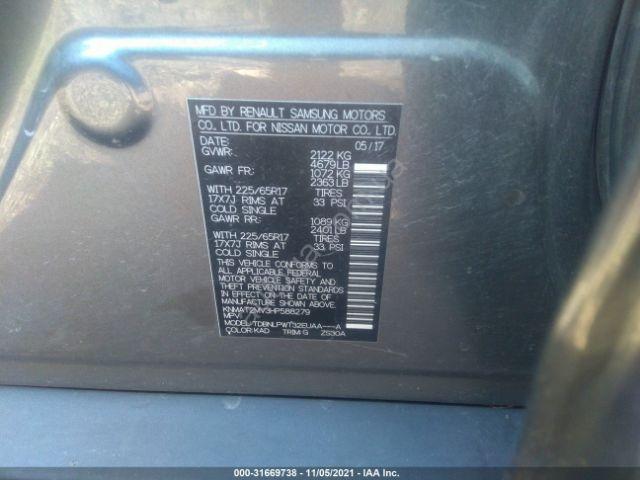 MFD BY RENAULT SAMSUNG MOTORS
CO., LTD. FOR NISSAN MOTOR CO., LTD.
DATE: 05/17
GVWR: 2122 KG
4679 LB
GAWR FR: 1072 KG
2363 LB
WITH 225/65R17 TIRES
17X7J RIMS AT 33 PSI
COLD SINGLE
GAWR RR: 1089 KG
2401 LB
WITH 225/65R17 TIRES
17X7J RIMS AT 33 PSI
COLD SINGLE
THIS VEHICLE CONFORMS TO
ALL APPLICABLE FEDERAL
MOTOR VEHICLE SAFETY AND
THEFT PREVENTION STANDARDS
IN EFFECT ON THE DATE OF
MANUFACTURE SHOWN ABOVE.
KNMAT2MV3HP588279
MPV
MODEL:TDBNLPWT32EUAA---A
COLOR:KAD TRIM:G ZS30A
000-31669738 - 11/05/2021 - IAA Inc.